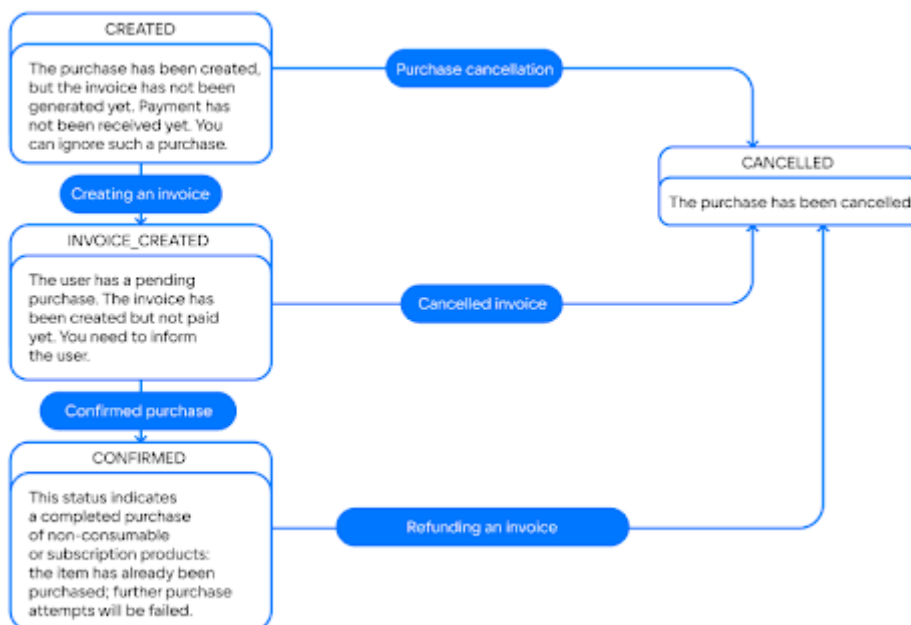 CREATED
The purchase has been created,
but the invoice has not been
generated yet. Payment has
not been received yet. You
can ignore such a purchase.
Purchase cancellation
CANCELLED
The purchase has been cancelled
Creating an invoice
INVOICE_CREATED
The user has a pending
purchase. The invoice has
been created but not paid
yet. You need to inform
the user.
Cancelled invoice
Confirmed purchase
CONFIRMED
This status indicates
a completed purchase
of non-consumable
or subscription products:
the item has already been
purchased; further purchase
attempts will be failed.
Refunding an invoice